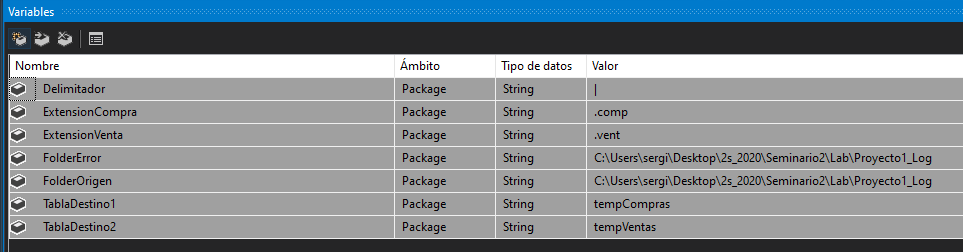 Variables
Nombre Ámbito Tipo de datos Valor
Delimitador Package String |
ExtensionCompra Package String .comp
ExtensionVenta Package String .vent
FolderError Package String C:\Users\sergi\Desktop\2s_2020\Seminario2\Lab\Proyecto1_Log
FolderOrigen Package String C:\Users\sergi\Desktop\2s_2020\Seminario2\Lab\Proyecto1_Log
TablaDestino1 Package String tempCompras
TablaDestino2 Package String tempVentas